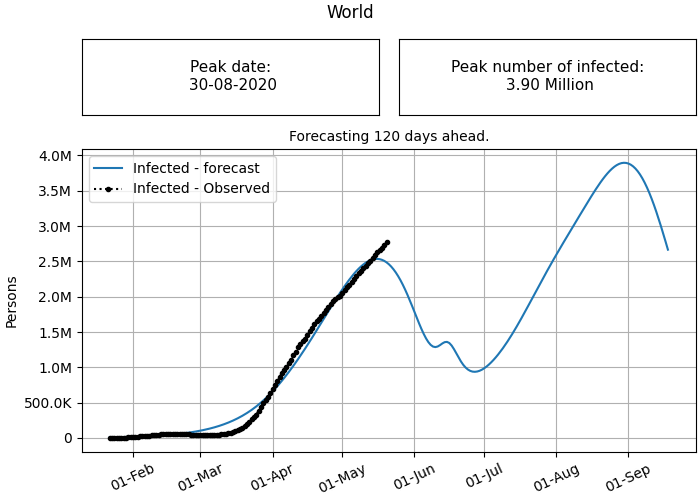 World
Peak date:
30-08-2020
Peak number of infected:
3.90 Million
Forecasting 120 days ahead.
Infected - forecast
Infected - Observed
Persons
4.0M
3.5M
3.0M
2.5M
2.0M
1.5M
1.0M
500.0K
0
01-Feb
01-Mar
01-Apr
01-May
01-Jun
01-Jul
01-Aug
01-Sep